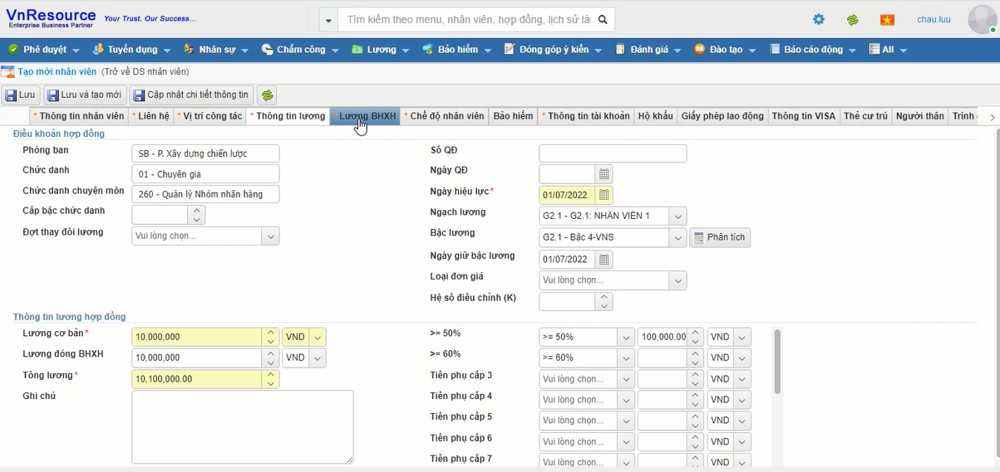 VnResource
Enterprise Business Partner
Your Trust, Our Success...
Tìm kiếm theo menu, nhân viên, hợp đồng, lịch sử là
chau.luu
Phê duyệt Tuyển dụng Nhân sự Chấm công Lương Bảo hiểm Đóng góp ý kiến Đánh giá Đào tạo Báo cáo động All
Tạo mới nhân viên (Trở về DS nhân viên)
Lưu Lưu và tạo mới Cập nhật chi tiết thông tin
* Thông tin nhân viên * Liên hệ * Vị trí công tác * Thông tin lương * Lương BHXH * Chế độ nhân viên Bảo hiểm * Thông tin tài khoản Hộ khẩu Giấy phép lao động Thông tin VISA Thẻ cư trú Người thân Trình
Điều khoản hợp đồng
Phòng ban SB - P. Xây dựng chiến lược
Chức danh 01 - Chuyên gia
Chức danh chuyên môn 260 - Quản lý Nhóm nhãn hàng
Cấp bậc chức danh
Đợt thay đổi lương Vui lòng chọn...
Số QĐ
Ngày QĐ
Ngày hiệu lực* 01/07/2022
Ngạch lương G2.1 - G2.1: NHÂN VIÊN 1
Bậc lương G2.1 - Bậc 4-VNS Phân tích
Ngày giữ bậc lương 01/07/2022
Loại đơn giá Vui lòng chọn...
Hệ số điều chỉnh (K)
Thông tin lương hợp đồng
Lương cơ bản* 10,000,000 VND
Lương đóng BHXH 10,000,000 VND
Tổng lương* 10,100,000.00
Ghi chú
>= 50% >= 50% 100,000.00 VND
>= 60% >= 60% VND
Tiền phụ cấp 3 Vui lòng chọn... VND
Tiền phụ cấp 4 Vui lòng chọn... VND
Tiền phụ cấp 5 Vui lòng chọn... VND
Tiền phụ cấp 6 Vui lòng chọn... VND
Tiền phụ cấp 7 Vui lòng chọn... VND